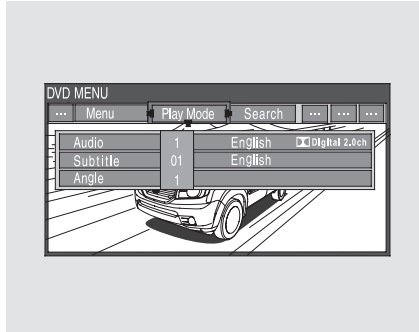 DVD MENU
... Menu Play Mode Search ... ... ...
Audio 1 English DIgItal 2.0ch
Subtitle 01 English
Angle 1